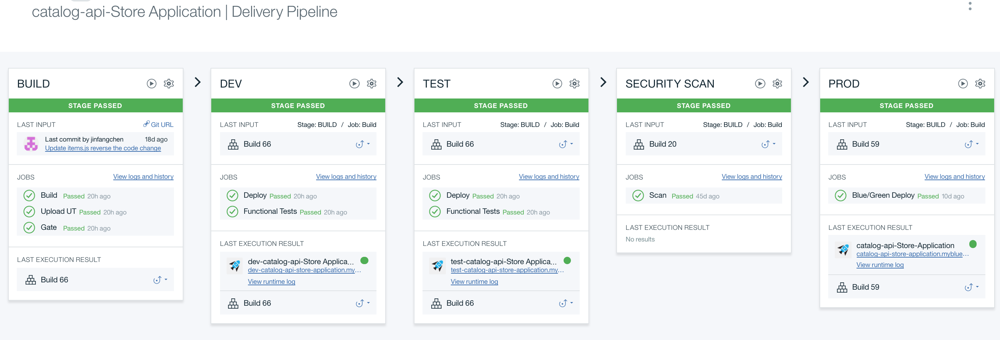 catalog-api-Store Application | Delivery Pipeline
BUILD
STAGE PASSED
LAST INPUT Git URL
Last commit by jinfangchen 18d ago
Update items.js reverse the code change
JOBS View logs and history
Build Passed 20h ago
Upload UT Passed 20h ago
Gate Passed 20h ago
LAST EXECUTION RESULT
Build 66
DEV
STAGE PASSED
LAST INPUT Stage: BUILD / Job: Build
Build 66
JOBS View logs and history
Deploy Passed 20h ago
Functional Tests Passed 20h ago
LAST EXECUTION RESULT
dev-catalog-api-Store Applica...
dev-catalog-api-store-application.my...
View runtime log
Build 66
TEST
STAGE PASSED
LAST INPUT Stage: BUILD / Job: Build
Build 66
JOBS View logs and history
Deploy Passed 20h ago
Functional Tests Passed 20h ago
LAST EXECUTION RESULT
test-catalog-api-Store Applica...
test-catalog-api-store-application.my...
View runtime log
Build 66
SECURITY SCAN
STAGE PASSED
LAST INPUT Stage: BUILD / Job: Build
Build 20
JOBS View logs and history
Scan Passed 45d ago
LAST EXECUTION RESULT
No results
PROD
STAGE PASSED
LAST INPUT Stage: BUILD / Job: Build
Build 59
JOBS View logs and history
Blue/Green Deploy Passed 10d ago
LAST EXECUTION RESULT
catalog-api-Store-Application
catalog-api-store-application.myblue...
View runtime log
Build 59